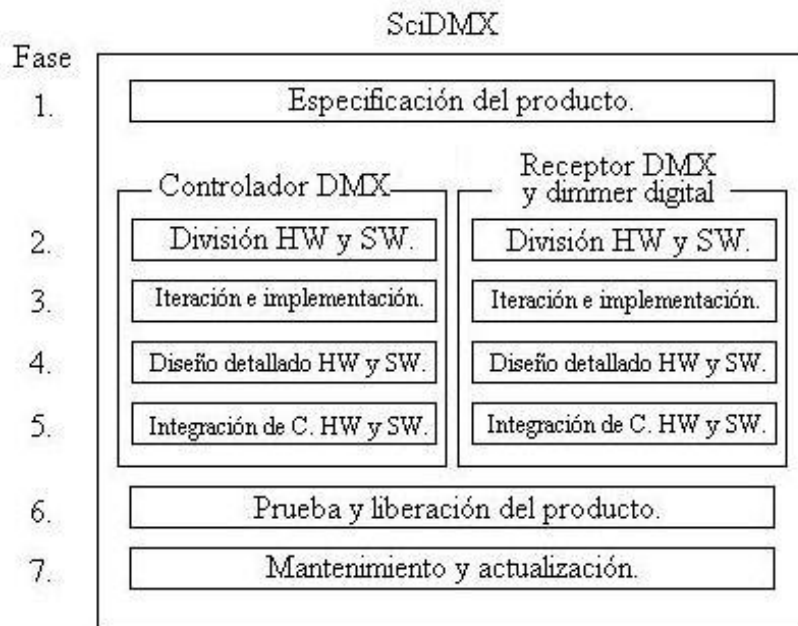 SciDMX
Fase
1.
Especificación del producto.
Controlador DMX
Receptor DMX
y dimmer digital
2.
División HW y SW.
División HW y SW.
3.
Iteración e implementación.
Iteración e implementación.
4.
Diseño detallado HW y SW.
Diseño detallado HW y SW.
5.
Integración de C. HW y SW.
Integración de C. HW y SW.
6.
Prueba y liberación del producto.
7.
Mantenimiento y actualización.